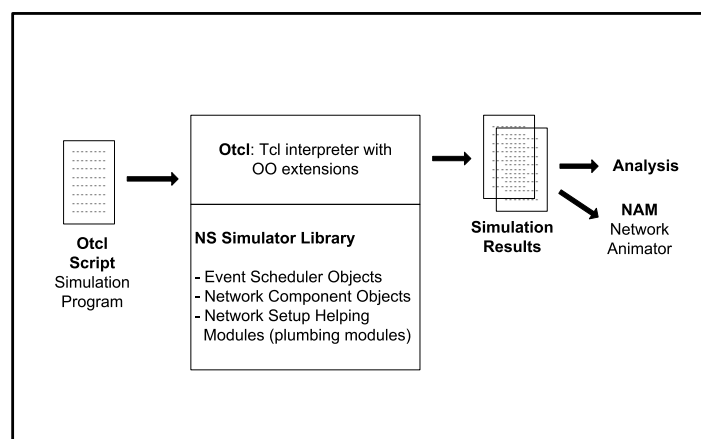 Otcl
Script
Simulation
Program
Otcl: Tcl interpreter with
OO extensions
NS Simulator Library
- Event Scheduler Objects
- Network Component Objects
- Network Setup Helping
Modules (plumbing modules)
Simulation
Results
Analysis
NAM
Network
Animator